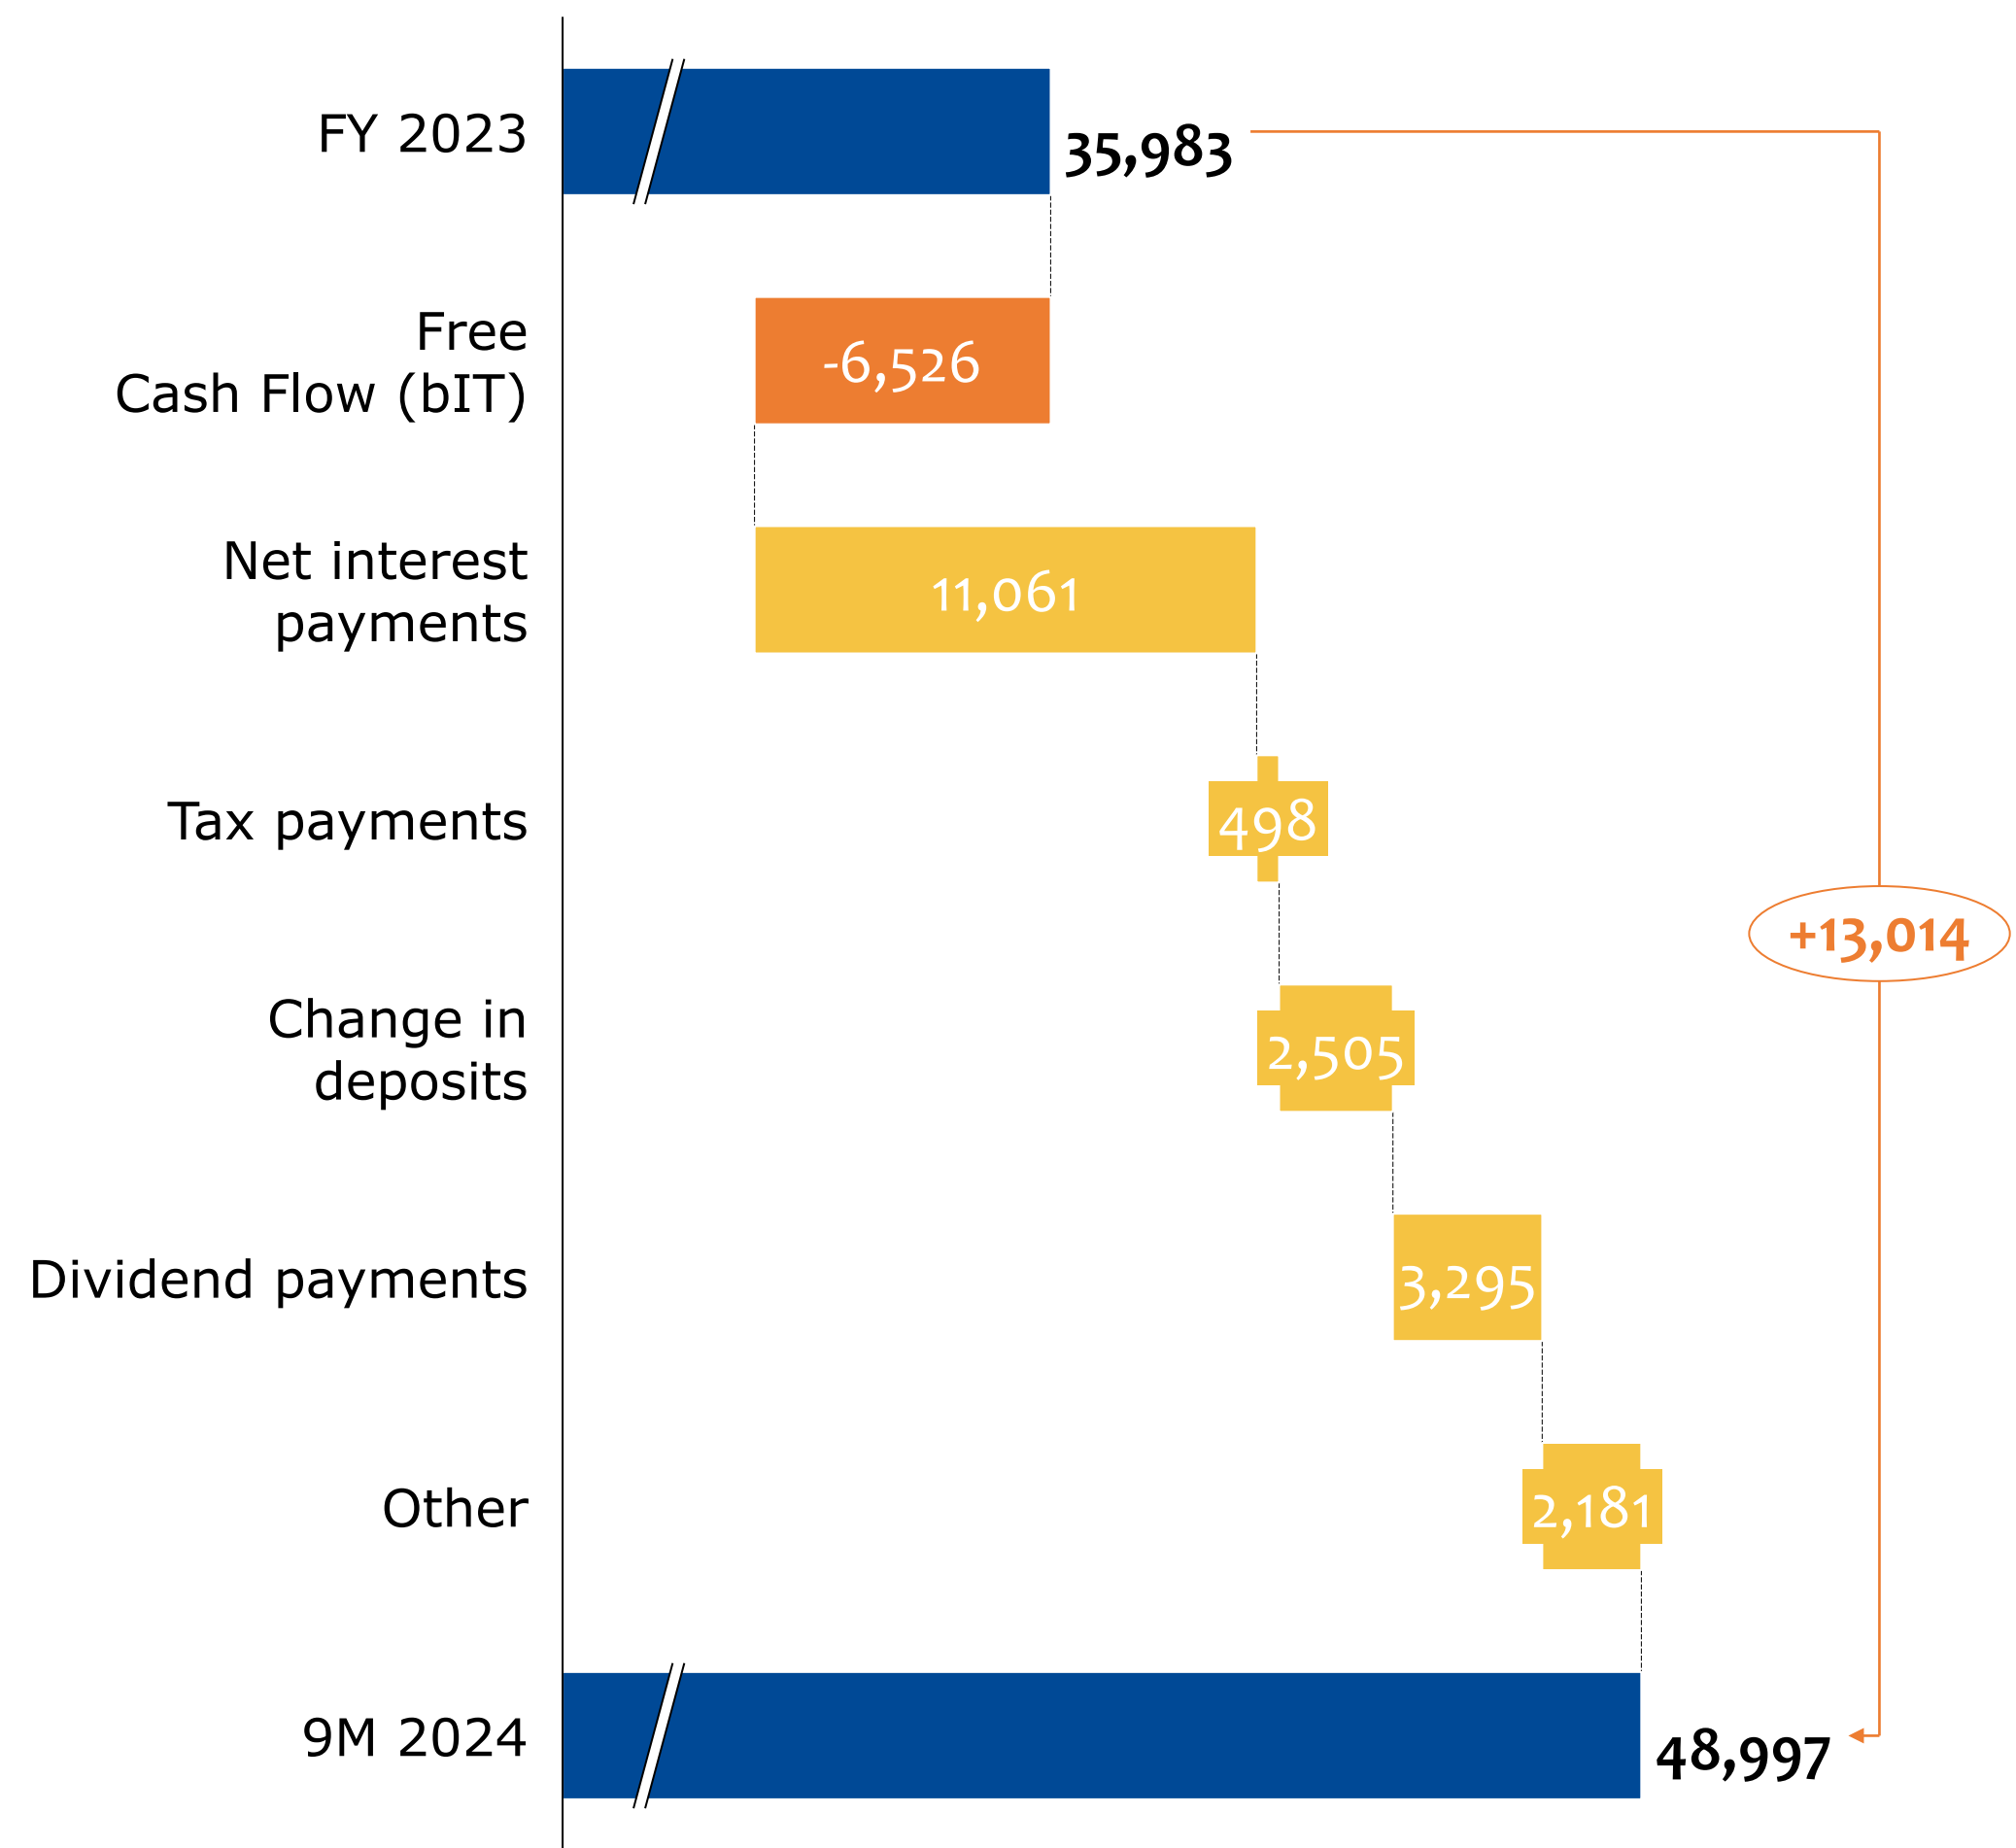 FY 2023
35,983
Free
Cash Flow (bIT)
-6,526
Net interest
payments
11,061
Tax payments
498
+13,014
Change in
deposits
2,505
Dividend payments
3,295
Other
2,181
9M 2024
48,997